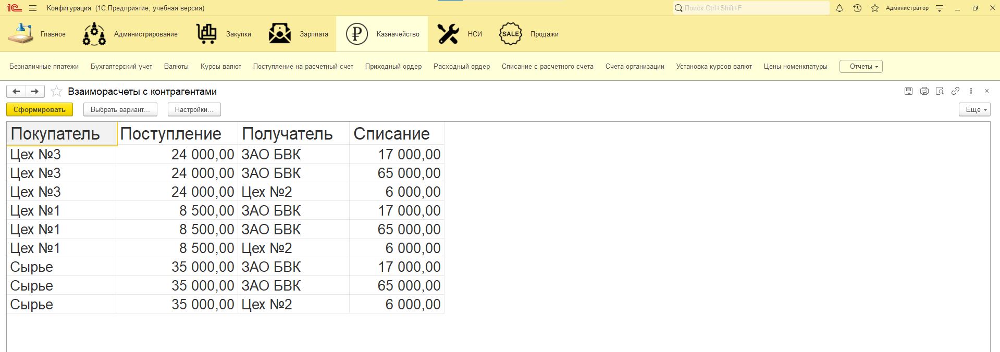 1С Конфигурация (1С:Предприятие, учебная версия) Поиск Ctrl+Shift+F Администратор
Главное Администрирование Закупки Зарплата Казначейство НСИ SALE Продажи
Безналичные платежи Бухгалтерский учет Валюты Курсы валют Поступление на расчетный счет Приходный ордер Расходный ордер Списание с расчетного счета Счета организации Установка курсов валют Цены номенклатуры Отчеты
Взаиморасчеты с контрагентами
Сформировать Выбрать вариант... Настройки... Еще
Покупатель Поступление Получатель Списание
Цех №3 24 000,00 ЗАО БВК 17 000,00
Цех №3 24 000,00 ЗАО БВК 65 000,00
Цех №3 24 000,00 Цех №2 6 000,00
Цех №1 8 500,00 ЗАО БВК 17 000,00
Цех №1 8 500,00 ЗАО БВК 65 000,00
Цех №1 8 500,00 Цех №2 6 000,00
Сырье 35 000,00 ЗАО БВК 17 000,00
Сырье 35 000,00 ЗАО БВК 65 000,00
Сырье 35 000,00 Цех №2 6 000,00